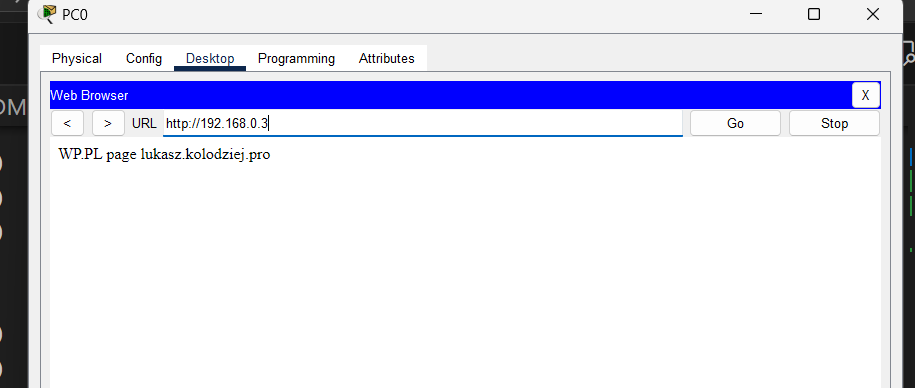 PC0
Physical Config Desktop Programming Attributes
Web Browser X
< > URL http://192.168.0.3 Go Stop
WP.PL page lukasz.kolodziej.pro